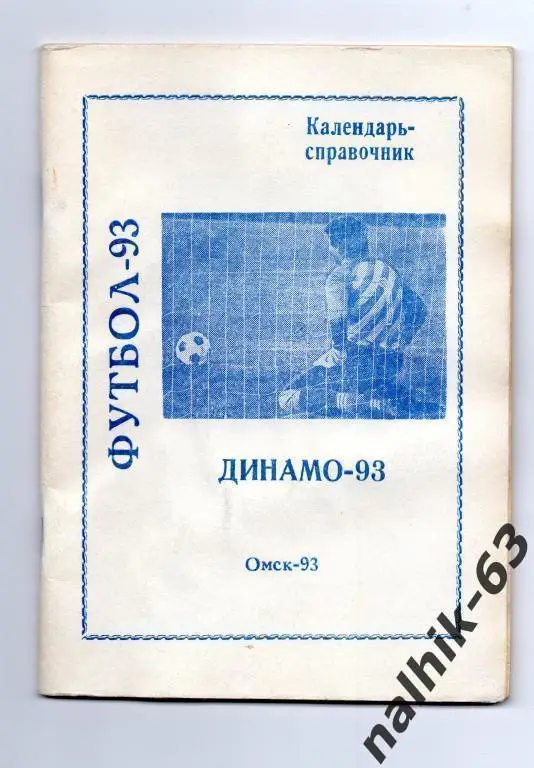 Календарь-
справочник
ФУТБОЛ-93
ДИНАМО-93
Омск-93
nalhik-63